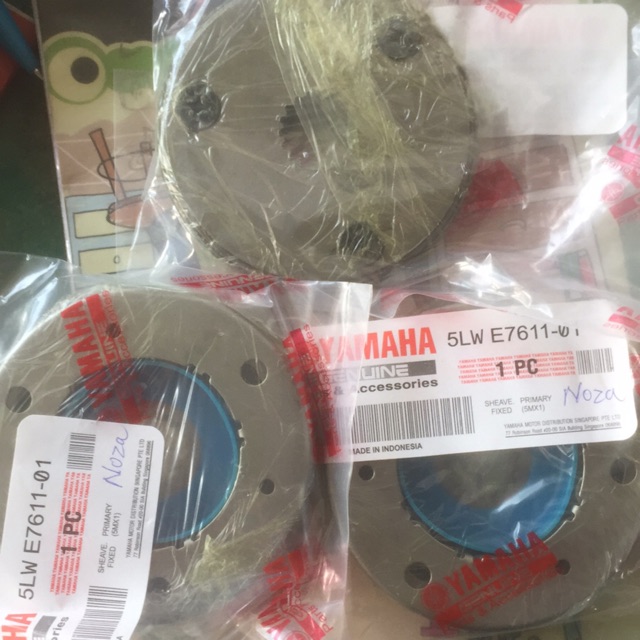 YAMAHA
GENUINE
& Accessories
5LW E7611-01
1 PC
SHEAVE, PRIMARY
FIXED (5MX1)
Noza
YAMAHA MOTOR DISTRIBUTION SINGAPORE PTE LTD
MADE IN INDONESIA
5LW E7611-01
1 PC
SHEAVE, PRIMARY
FIXED (5MX1)
Noza
YAMAHA MOTOR DISTRIBUTION SINGAPORE PTE LTD
YAMAHA